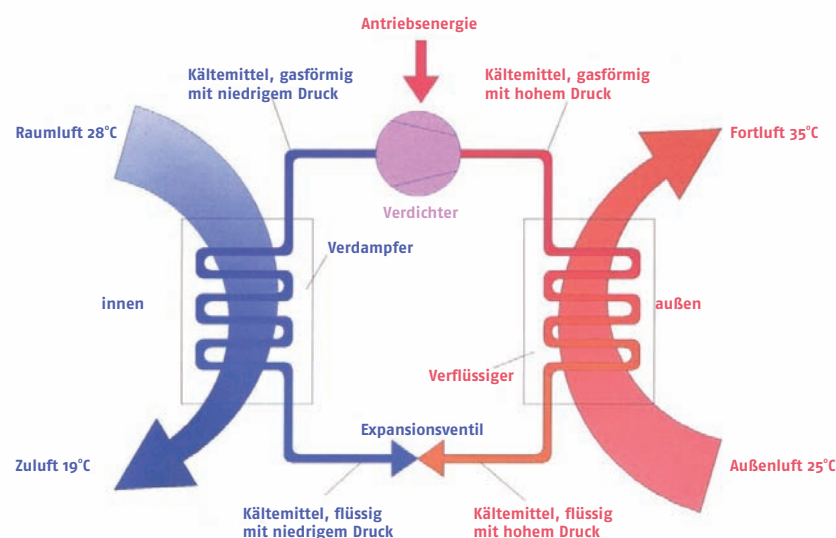 Antriebsenergie
Kältemittel, gasförmig
mit niedrigem Druck
Kältemittel, gasförmig
mit hohem Druck
Raumluft 28°C
Fortluft 35°C
Verdichter
Verdampfer
innen
außen
Verflüssiger
Expansionsventil
Zuluft 19°C
Außenluft 25°C
Kältemittel, flüssig
mit niedrigem Druck
Kältemittel, flüssig
mit hohem Druck